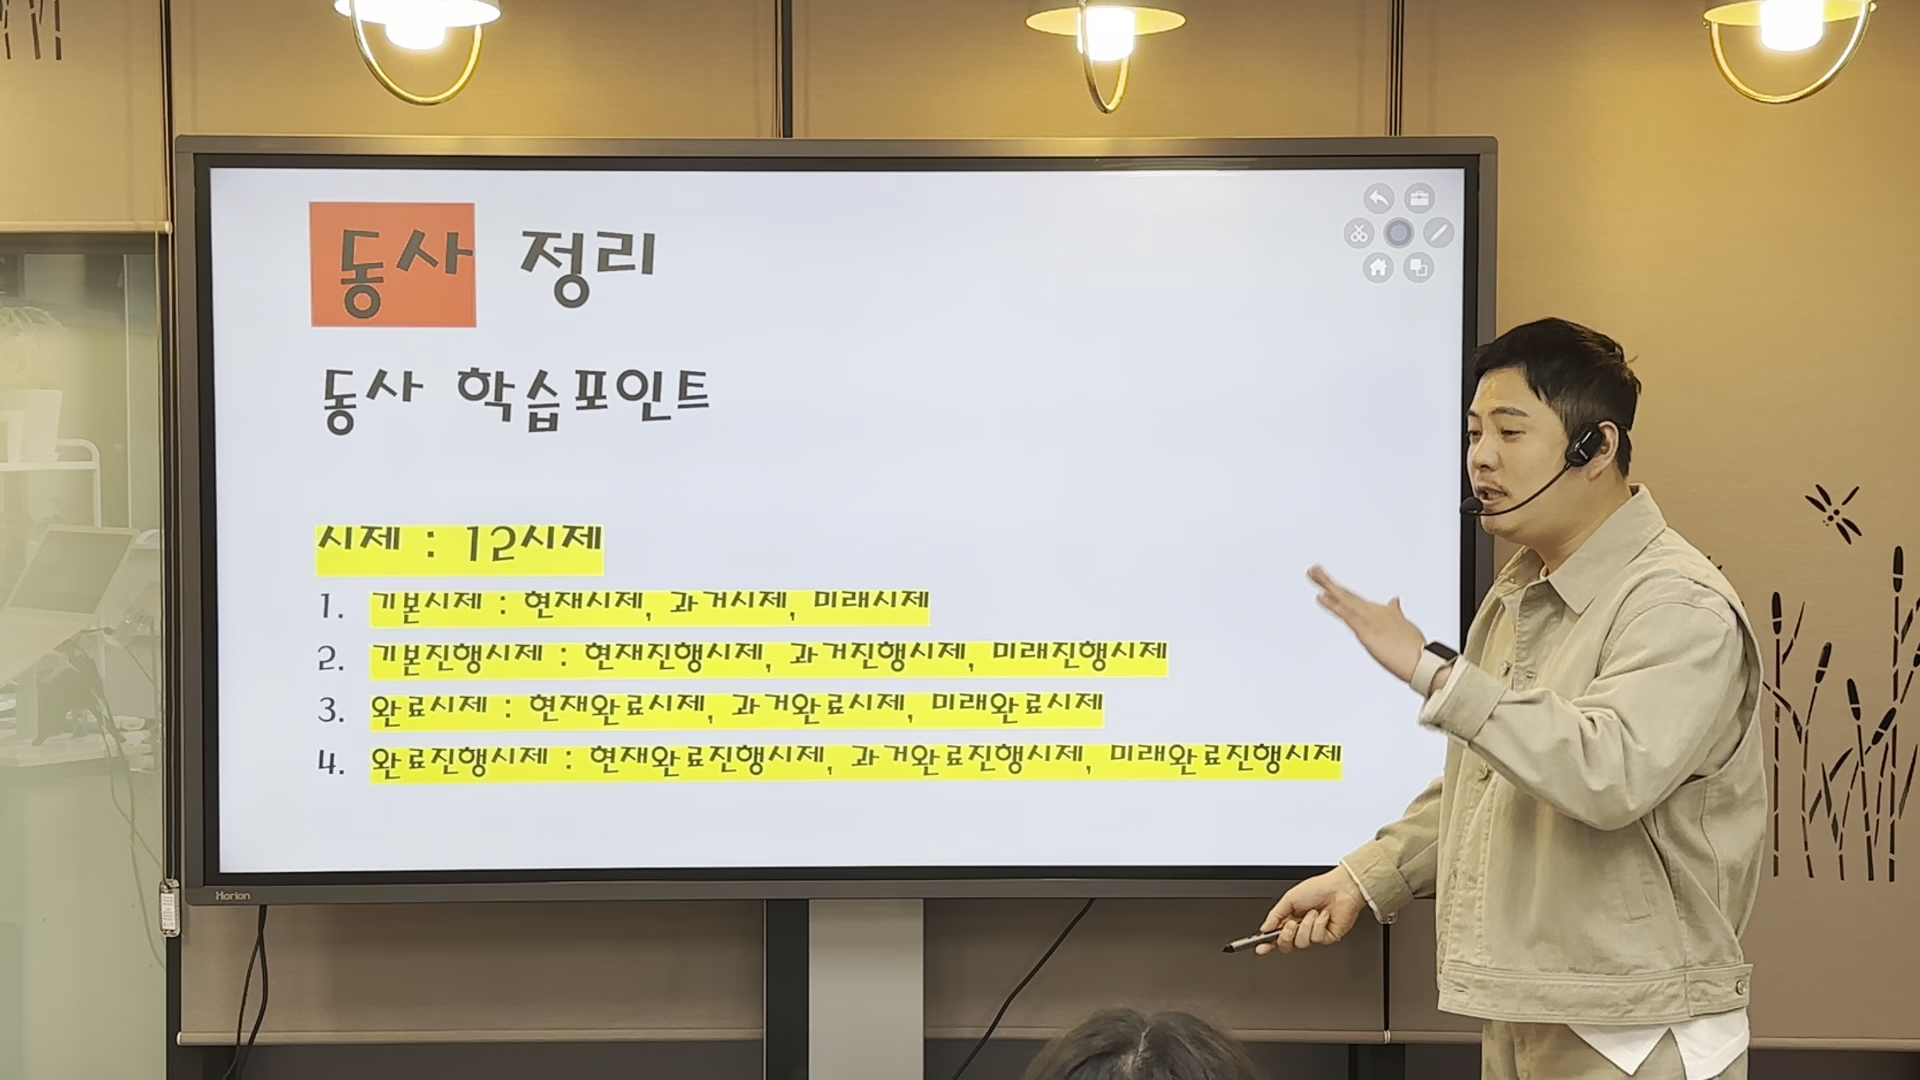 동사 정리
동사 학습포인트
시제 : 12시제
1. 기본시제 : 현재시제, 과거시제, 미래시제
2. 기본진행시제 : 현재진행시제, 과거진행시제, 미래진행시제
3. 완료시제 : 현재완료시제, 과거완료시제, 미래완료시제
4. 완료진행시제 : 현재완료진행시제, 과거완료진행시제, 미래완료진행시제
Horion